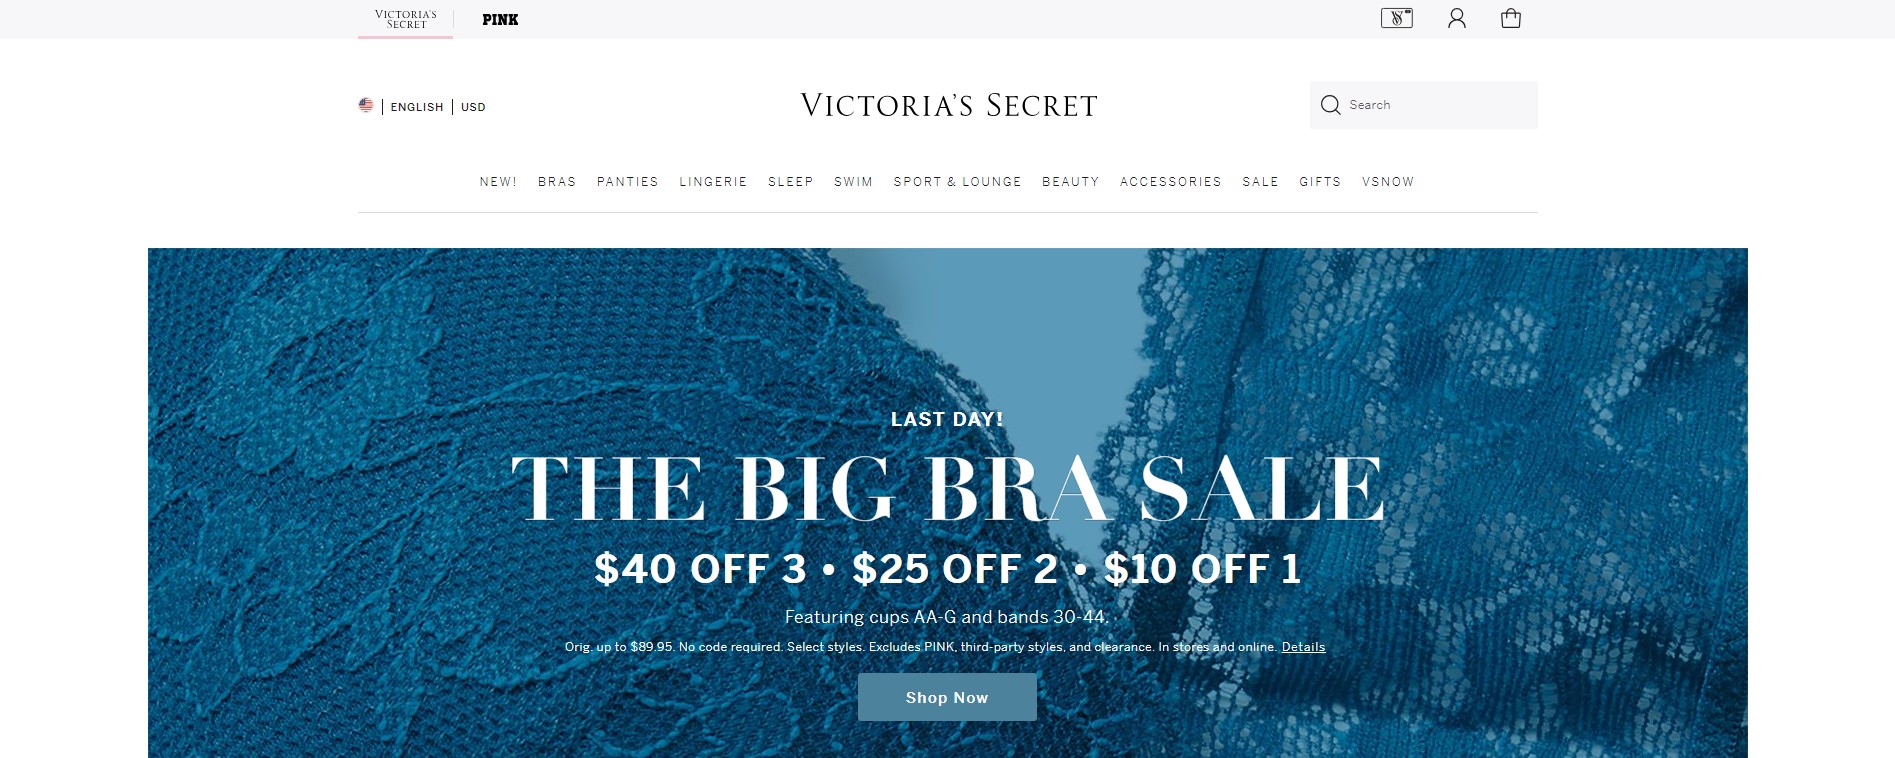 VICTORIA'S
SECRET
PINK
ENGLISH
USD
VICTORIA'S SECRET
Search
NEW! BRAS PANTIES LINGERIE SLEEP SWIM SPORT & LOUNGE BEAUTY ACCESSORIES SALE GIFTS VSNOW
LAST DAY!
THE BIG BRA SALE
$40 OFF 3 • $25 OFF 2 • $10 OFF 1
Featuring cups AA-G and bands 30-44.
Orig. up to $89.95. No code required. Select styles. Excludes PINK, third-party styles, and clearance. In stores and online. Details
Shop Now